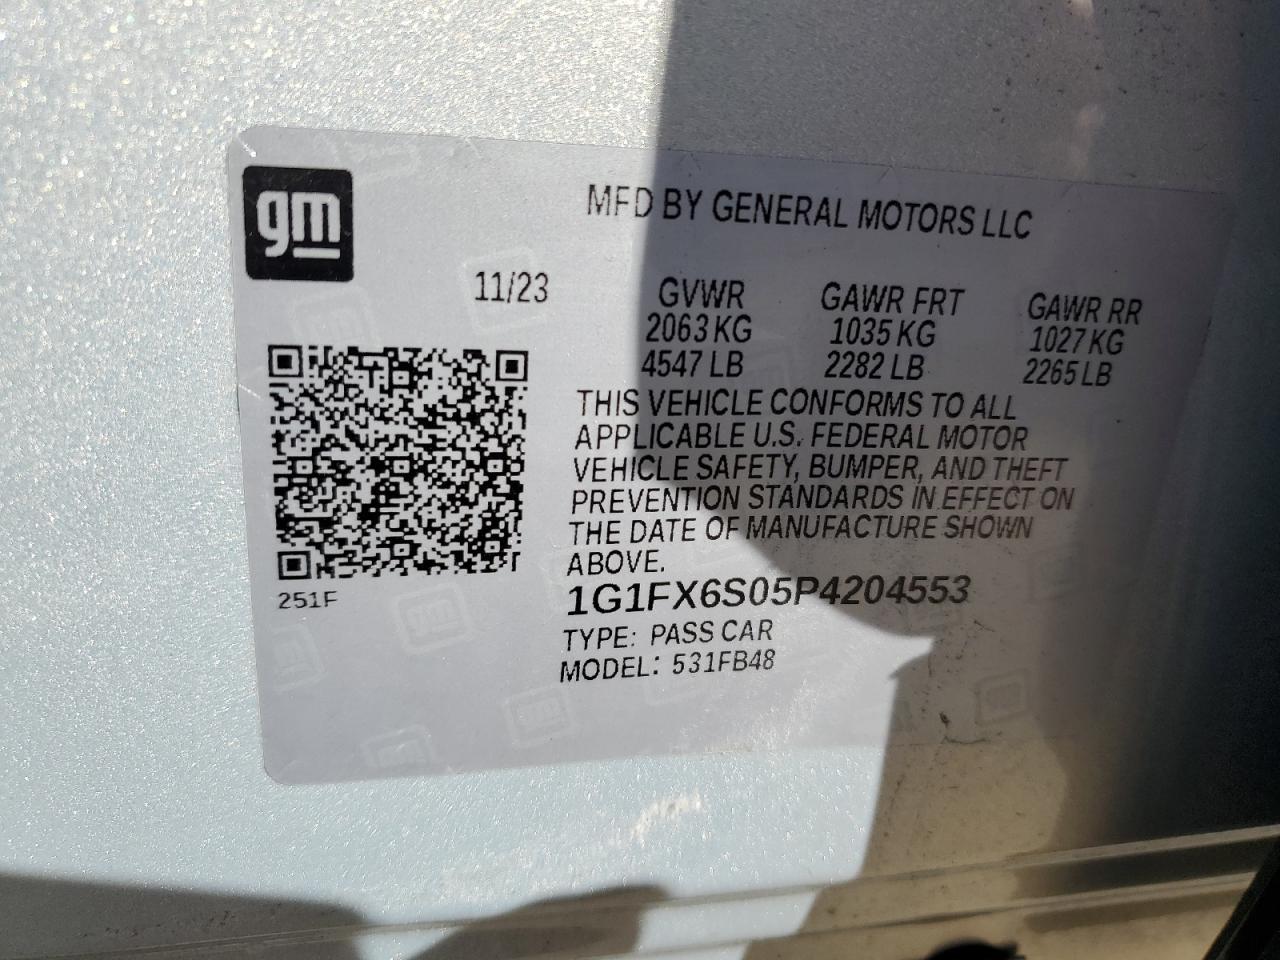 gm
MFD BY GENERAL MOTORS LLC
11/23 GVWR GAWR FRT GAWR RR
2063 KG 1035 KG 1027 KG
4547 LB 2282 LB 2265 LB
THIS VEHICLE CONFORMS TO ALL
APPLICABLE U.S. FEDERAL MOTOR
VEHICLE SAFETY, BUMPER, AND THEFT
PREVENTION STANDARDS IN EFFECT ON
THE DATE OF MANUFACTURE SHOWN
ABOVE.
251F
1G1FX6S05P4204553
TYPE: PASS CAR
MODEL: 531FB48